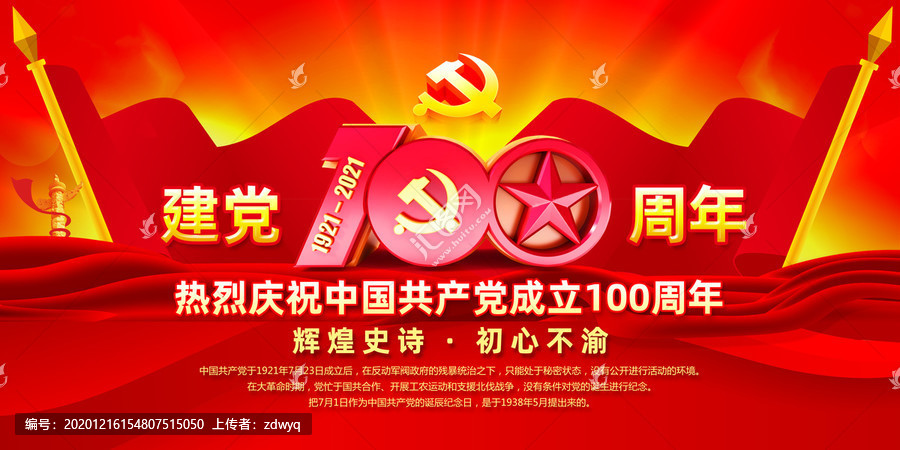 建党 100 周年
1921-2021
热烈庆祝中国共产党成立100周年
辉煌史诗 · 初心不渝
中国共产党于1921年7月23日成立后，在反动军阀政府的残暴统治之下，只能处于秘密状态，没有公开进行活动的环境。
在大革命时期，党忙于国共合作、开展工农运动和支援北伐战争，没有条件对党的诞生进行纪念。
把7月1日作为中国共产党的诞辰纪念日，是于1938年5月提出来的。
编号：20201216154807515050 上传者：zdwyq